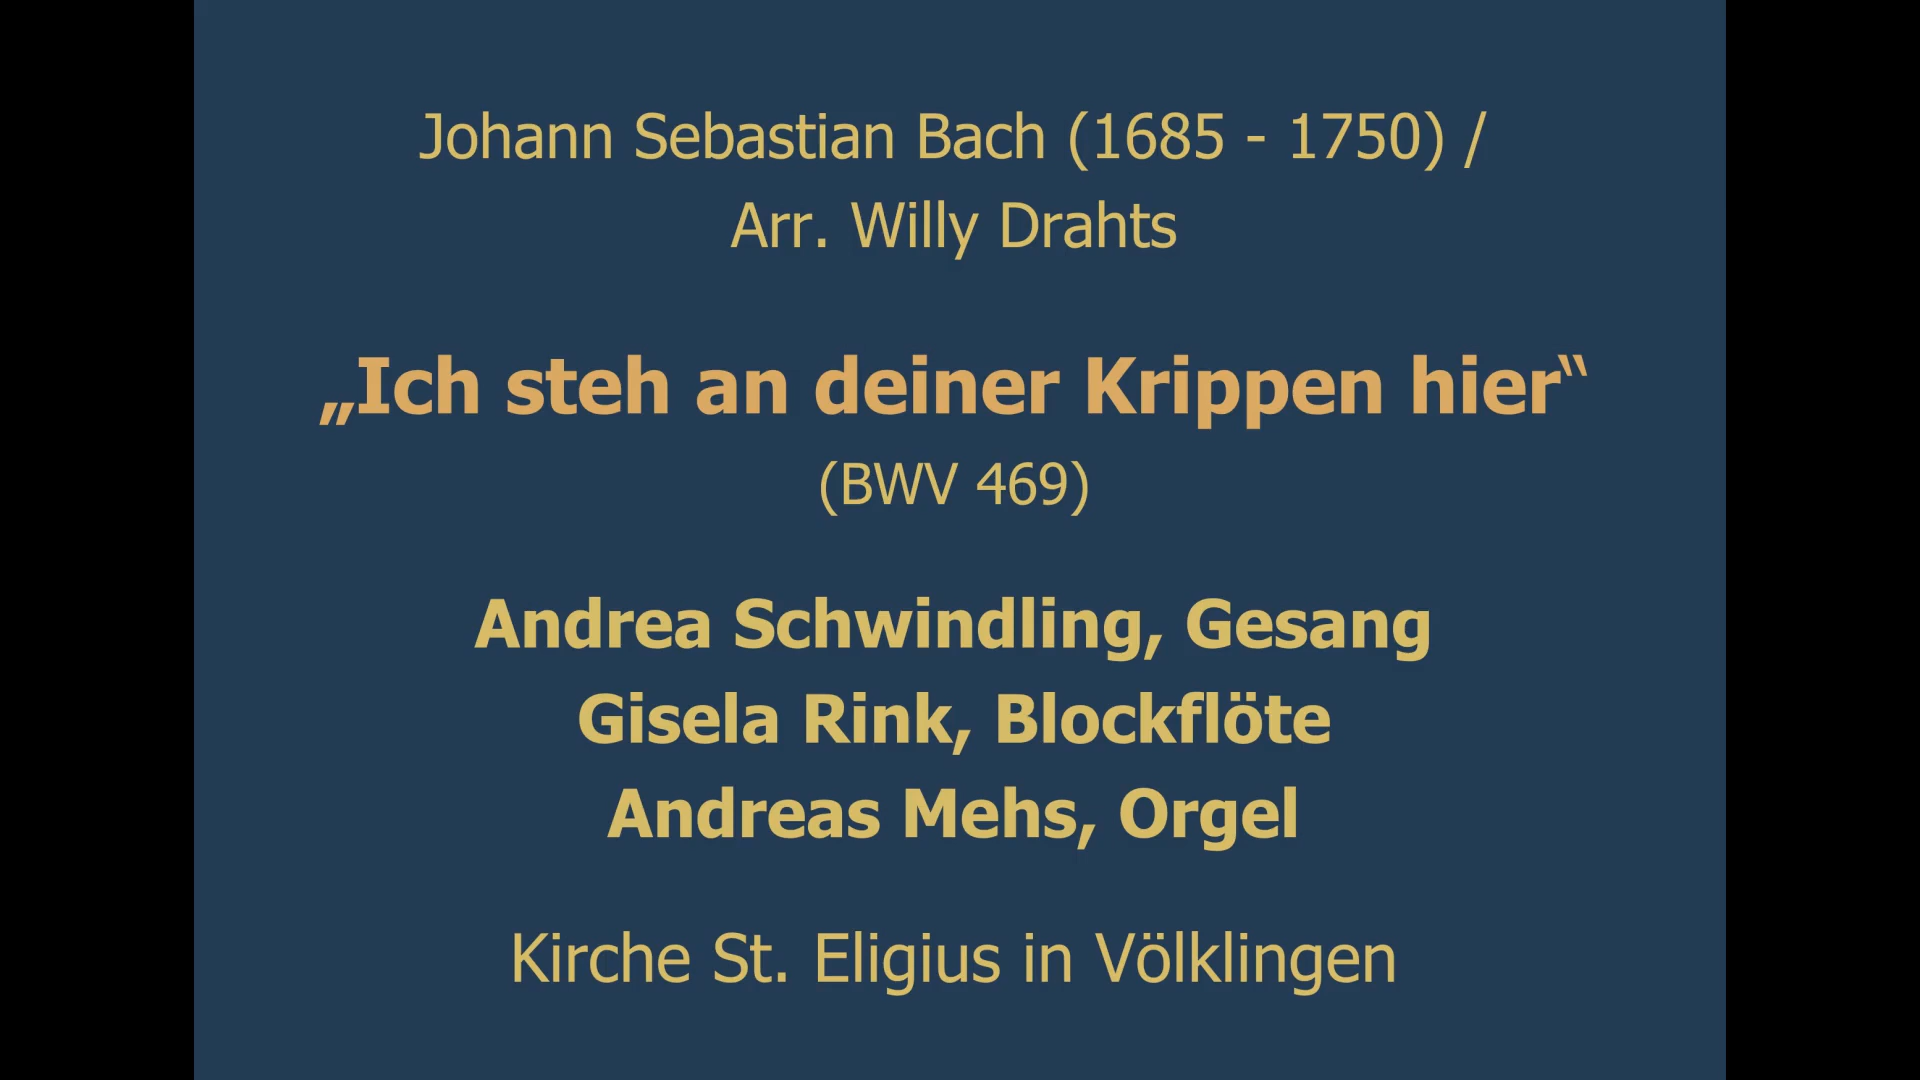 Johann Sebastian Bach (1685 - 1750) /
Arr. Willy Drahts
„Ich steh an deiner Krippen hier“
(BWV 469)
Andrea Schwindling, Gesang
Gisela Rink, Blockflöte
Andreas Mehs, Orgel
Kirche St. Eligius in Völklingen